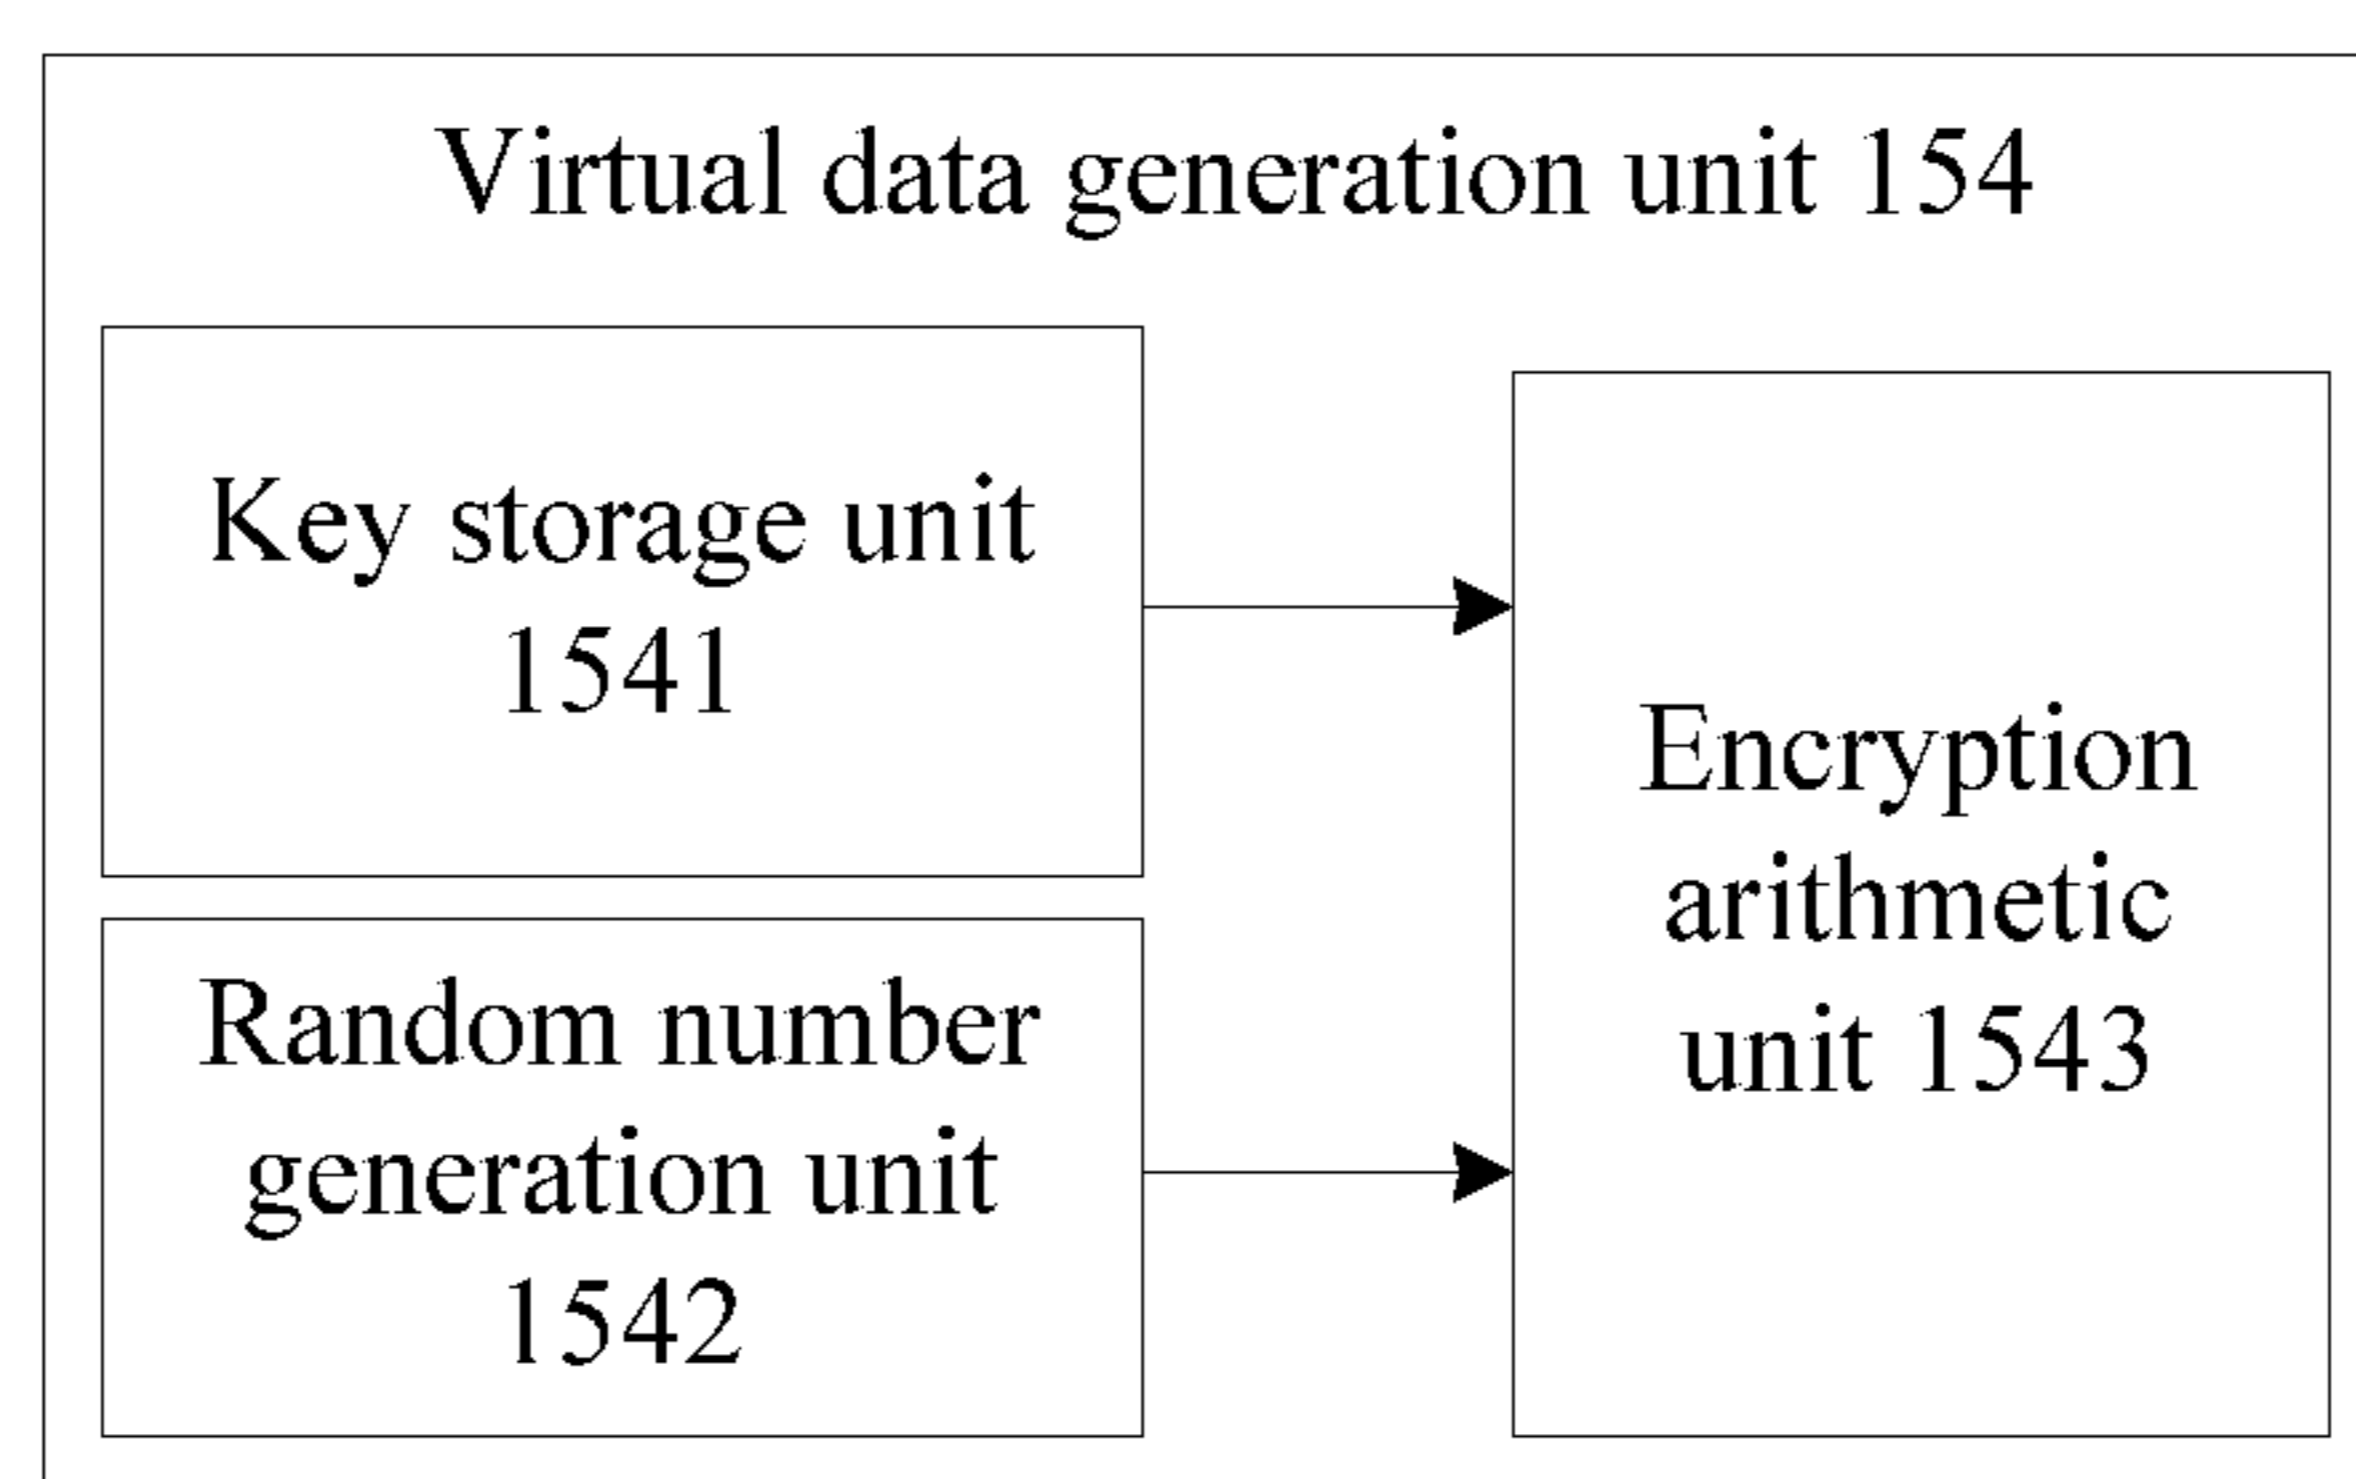 Virtual data generation unit 154
Key storage unit
1541
Random number
generation unit
1542
Encryption
arithmetic
unit 1543